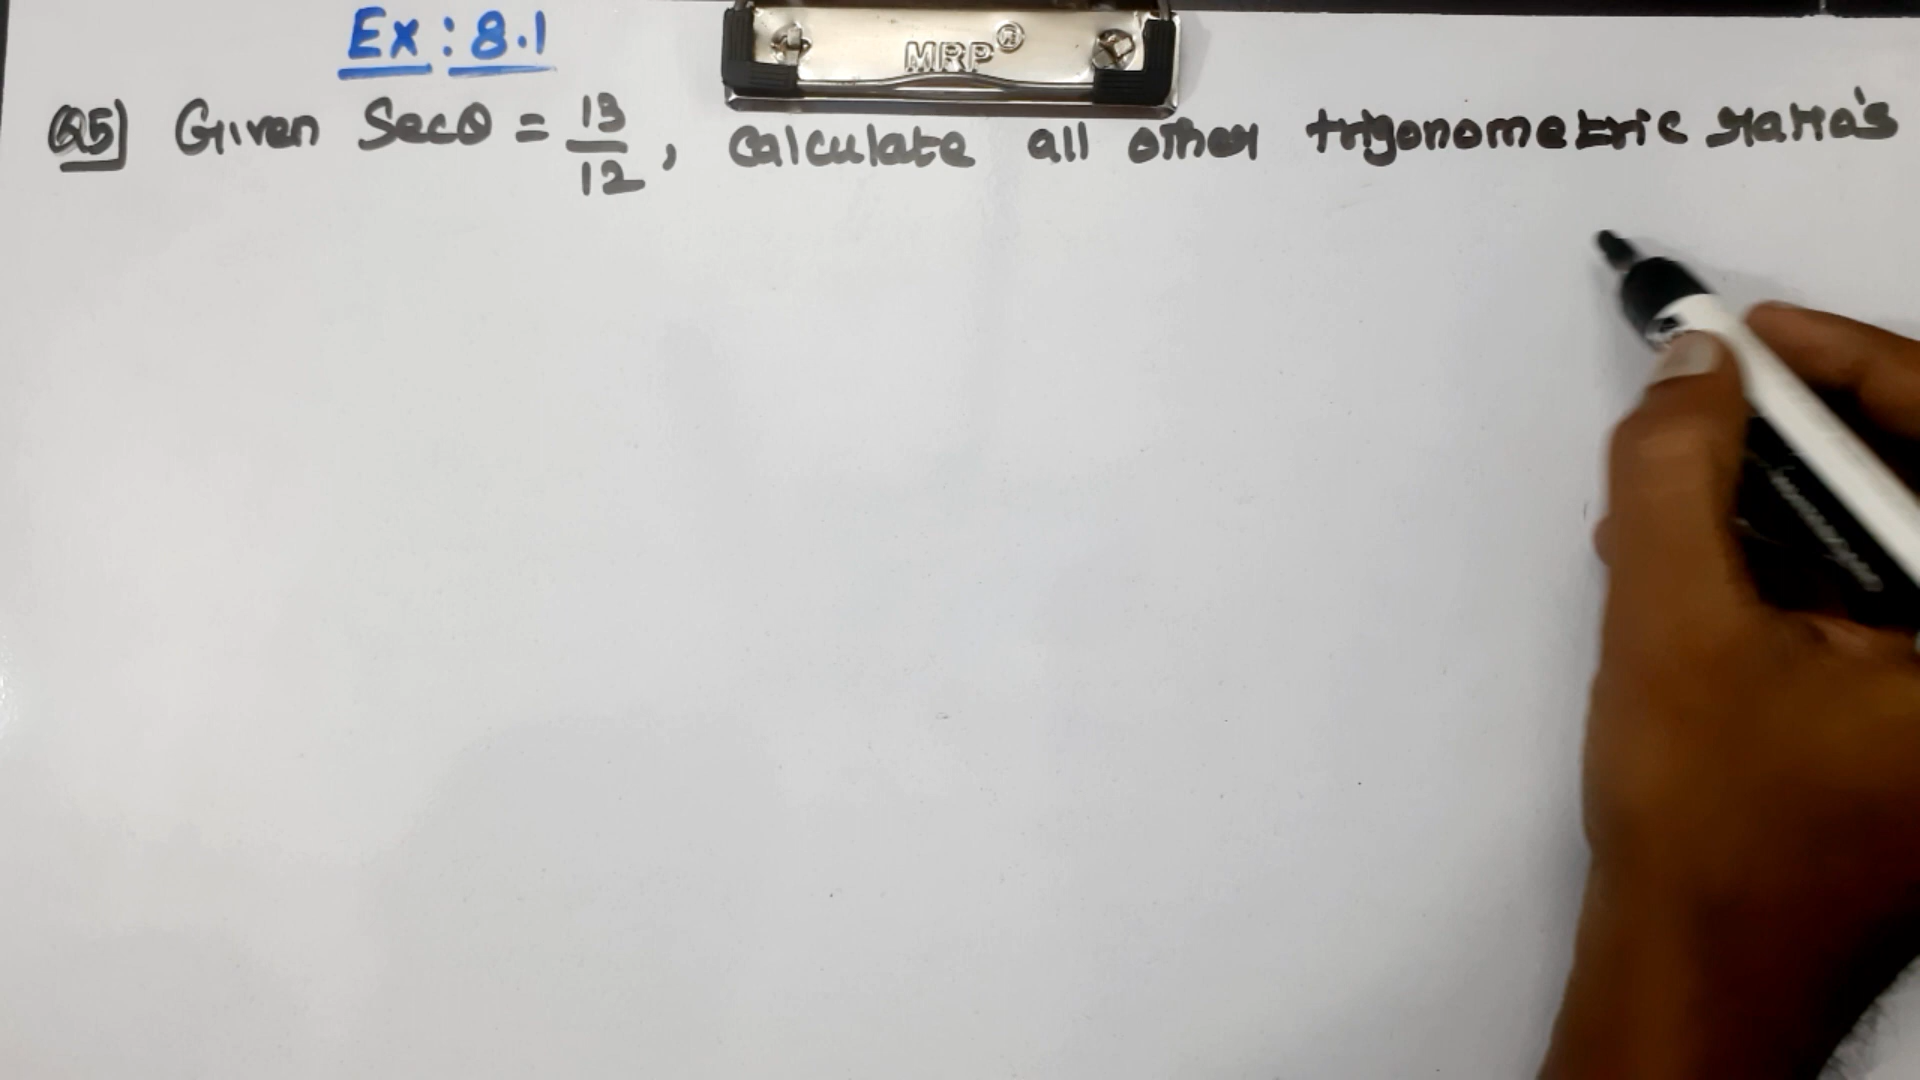 Ex: 8.1
MRP®
Q5] Given Secθ = 13/12, calculate all other trigonometric ratio's